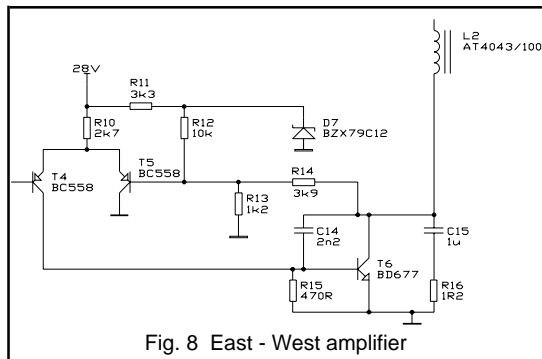 L2
AT4043/100
28V
R11
3k3
R10
2k7
R12
10k
D7
BZX79C12
T4
BC558
T5
BC558
R14
3k9
R13
1k2
C14
2n2
C15
1u
T6
BD677
R15
470R
R16
1R2
Fig. 8 East - West amplifier